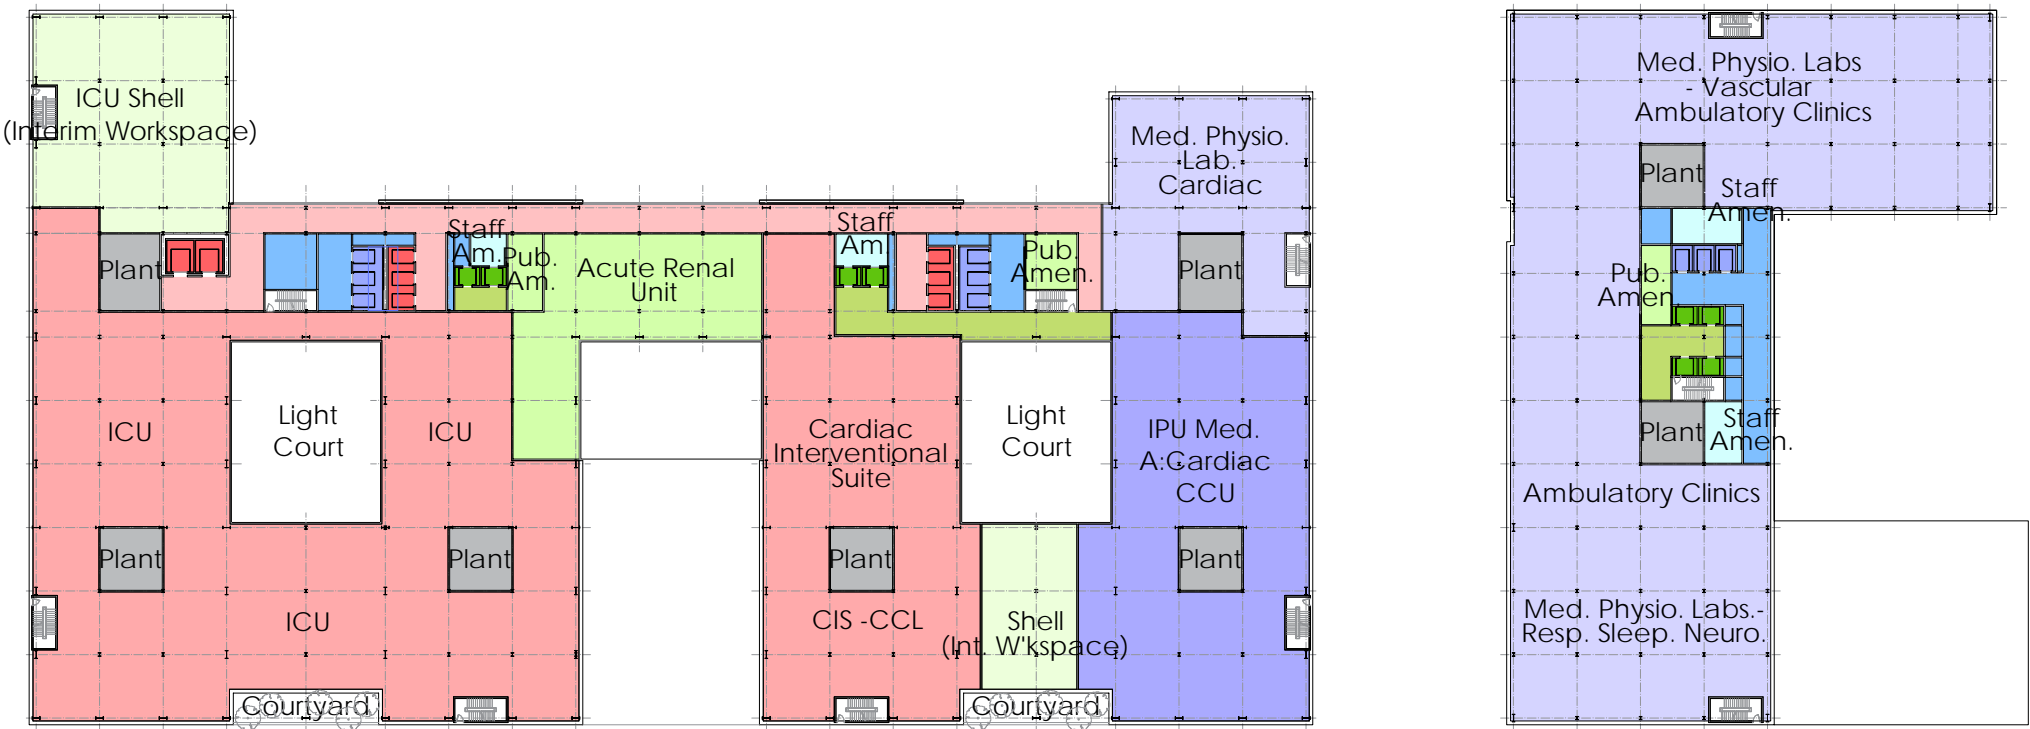 ICU Shell
(Interim Workspace)
Plant
Staff
Am.
Pub.
Am.
Acute Renal
Unit
Staff
Am.
Pub.
Amen.
Med. Physio.
Lab.
Cardiac
Plant
ICU
Light
Court
ICU
Cardiac
Interventional
Suite
Light
Court
IPU Med.
A:Cardiac
CCU
Plant
Plant
Plant
Plant
ICU
CIS -CCL
Shell
(Int. W'kspace)
Courtyard
Courtyard
Med. Physio. Labs
- Vascular
Ambulatory Clinics
Plant
Staff
Amen.
Pub.
Amen.
Plant
Staff
Amen.
Ambulatory Clinics
Med. Physio. Labs.-
Resp. Sleep. Neuro.